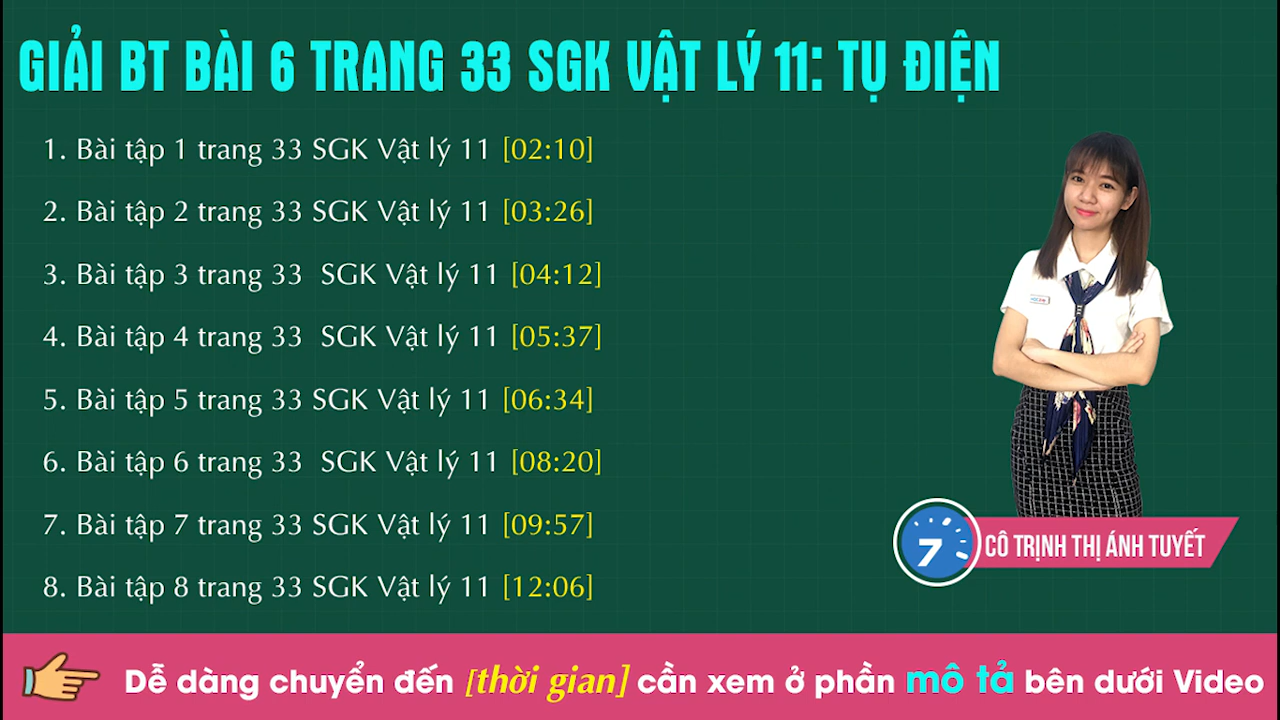 GIẢI BT BÀI 6 TRANG 33 SGK VẬT LÝ 11: TỤ ĐIỆN
1. Bài tập 1 trang 33 SGK Vật lý 11 [02:10]
2. Bài tập 2 trang 33 SGK Vật lý 11 [03:26]
3. Bài tập 3 trang 33 SGK Vật lý 11 [04:12]
4. Bài tập 4 trang 33 SGK Vật lý 11 [05:37]
5. Bài tập 5 trang 33 SGK Vật lý 11 [06:34]
6. Bài tập 6 trang 33 SGK Vật lý 11 [08:20]
7. Bài tập 7 trang 33 SGK Vật lý 11 [09:57]
8. Bài tập 8 trang 33 SGK Vật lý 11 [12:06]
7 CÔ TRỊNH THỊ ÁNH TUYẾT
Dễ dàng chuyển đến [thời gian] cần xem ở phần mô tả bên dưới Video